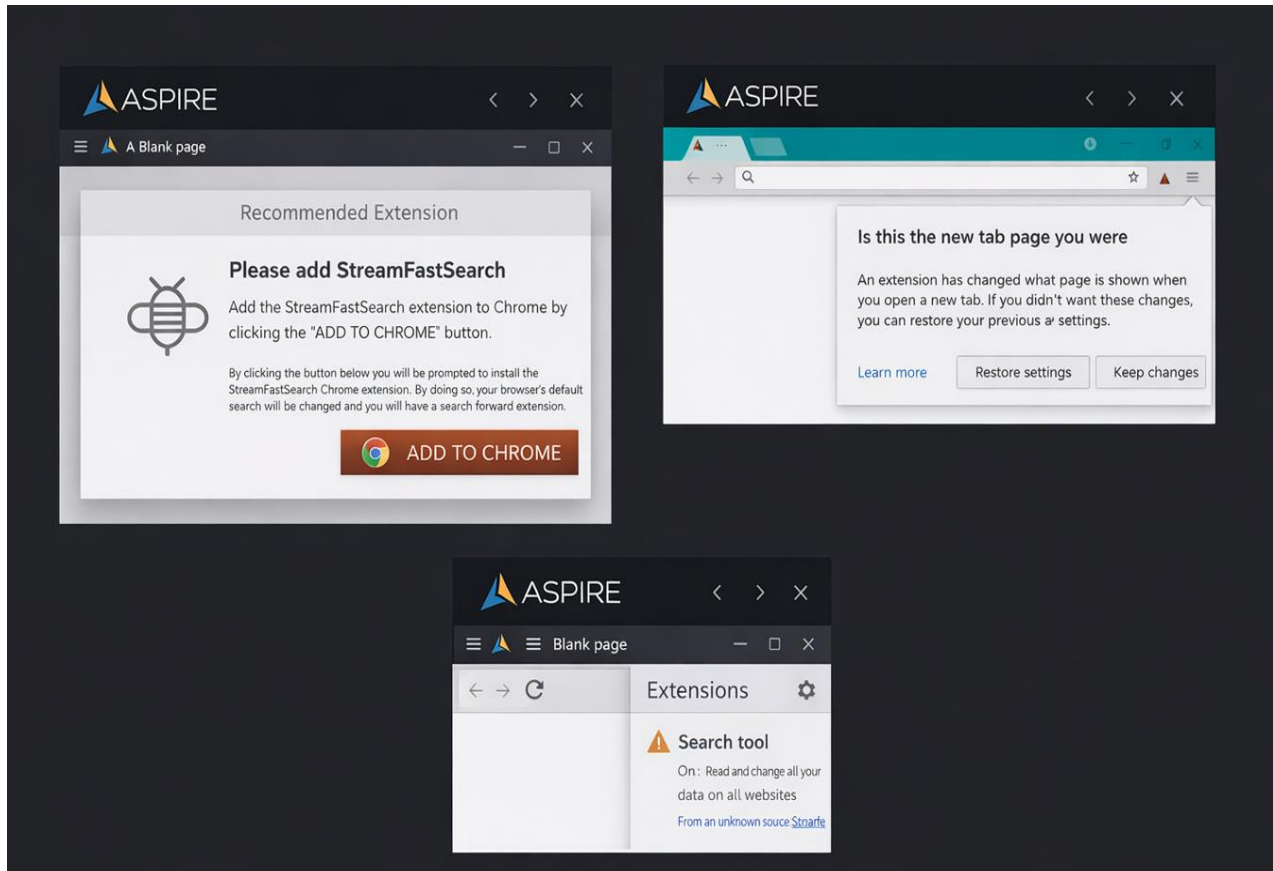 ASPIRE
A Blank page
Recommended Extension
Please add StreamFastSearch
Add the StreamFastSearch extension to Chrome by
clicking the "ADD TO CHROME" button.
By clicking the button below you will be prompted to install the
StreamFastSearch Chrome extension. By doing so, your browser's default
search will be changed and you will have a search forward extension.
ADD TO CHROME
ASPIRE
Is this the new tab page you were
An extension has changed what page is shown when
you open a new tab. If you didn't want these changes,
you can restore your previous settings.
Learn more
Restore settings
Keep changes
ASPIRE
Blank page
Extensions
Search tool
On: Read and change all your
data on all websites
From an unknown souce Stnarfe